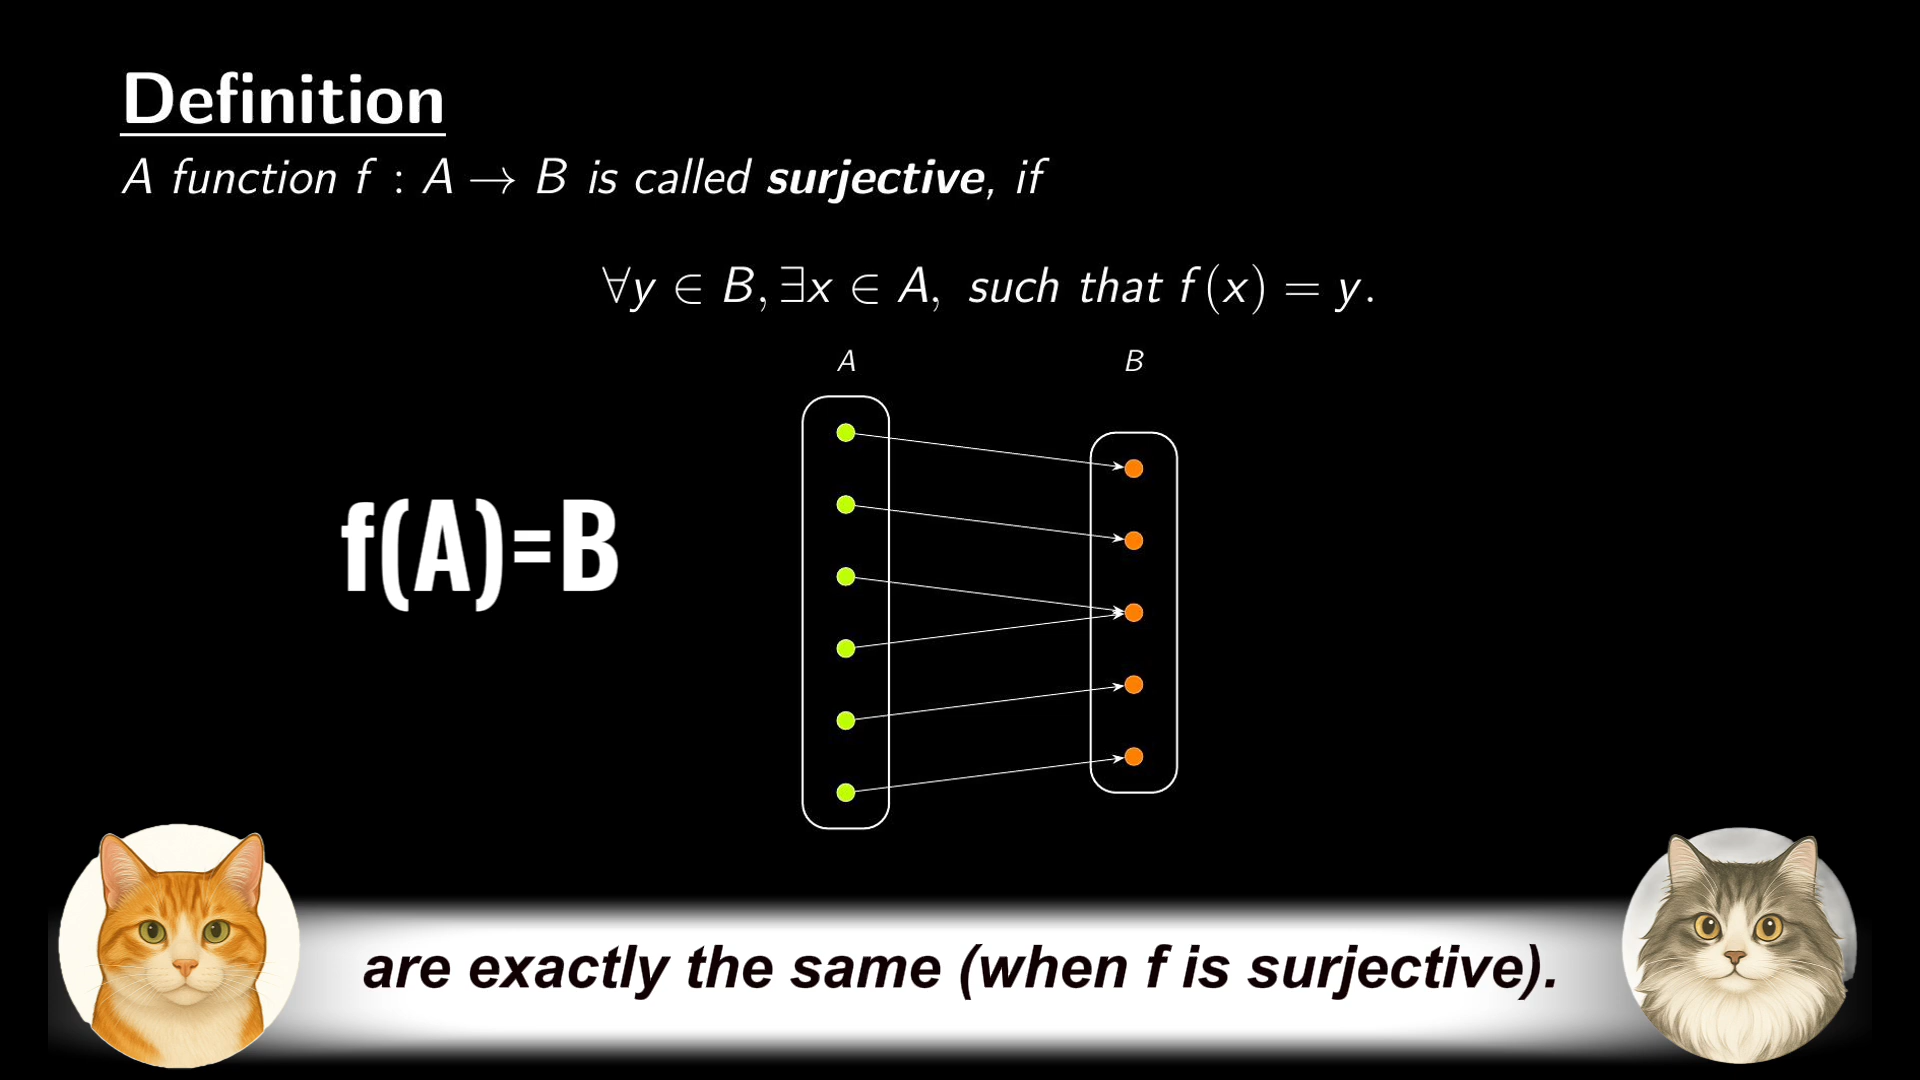 Definition
A function f : A → B is called surjective, if
∀y ∈ B, ∃x ∈ A, such that f(x) = y.
A B
f(A)=B
are exactly the same (when f is surjective).